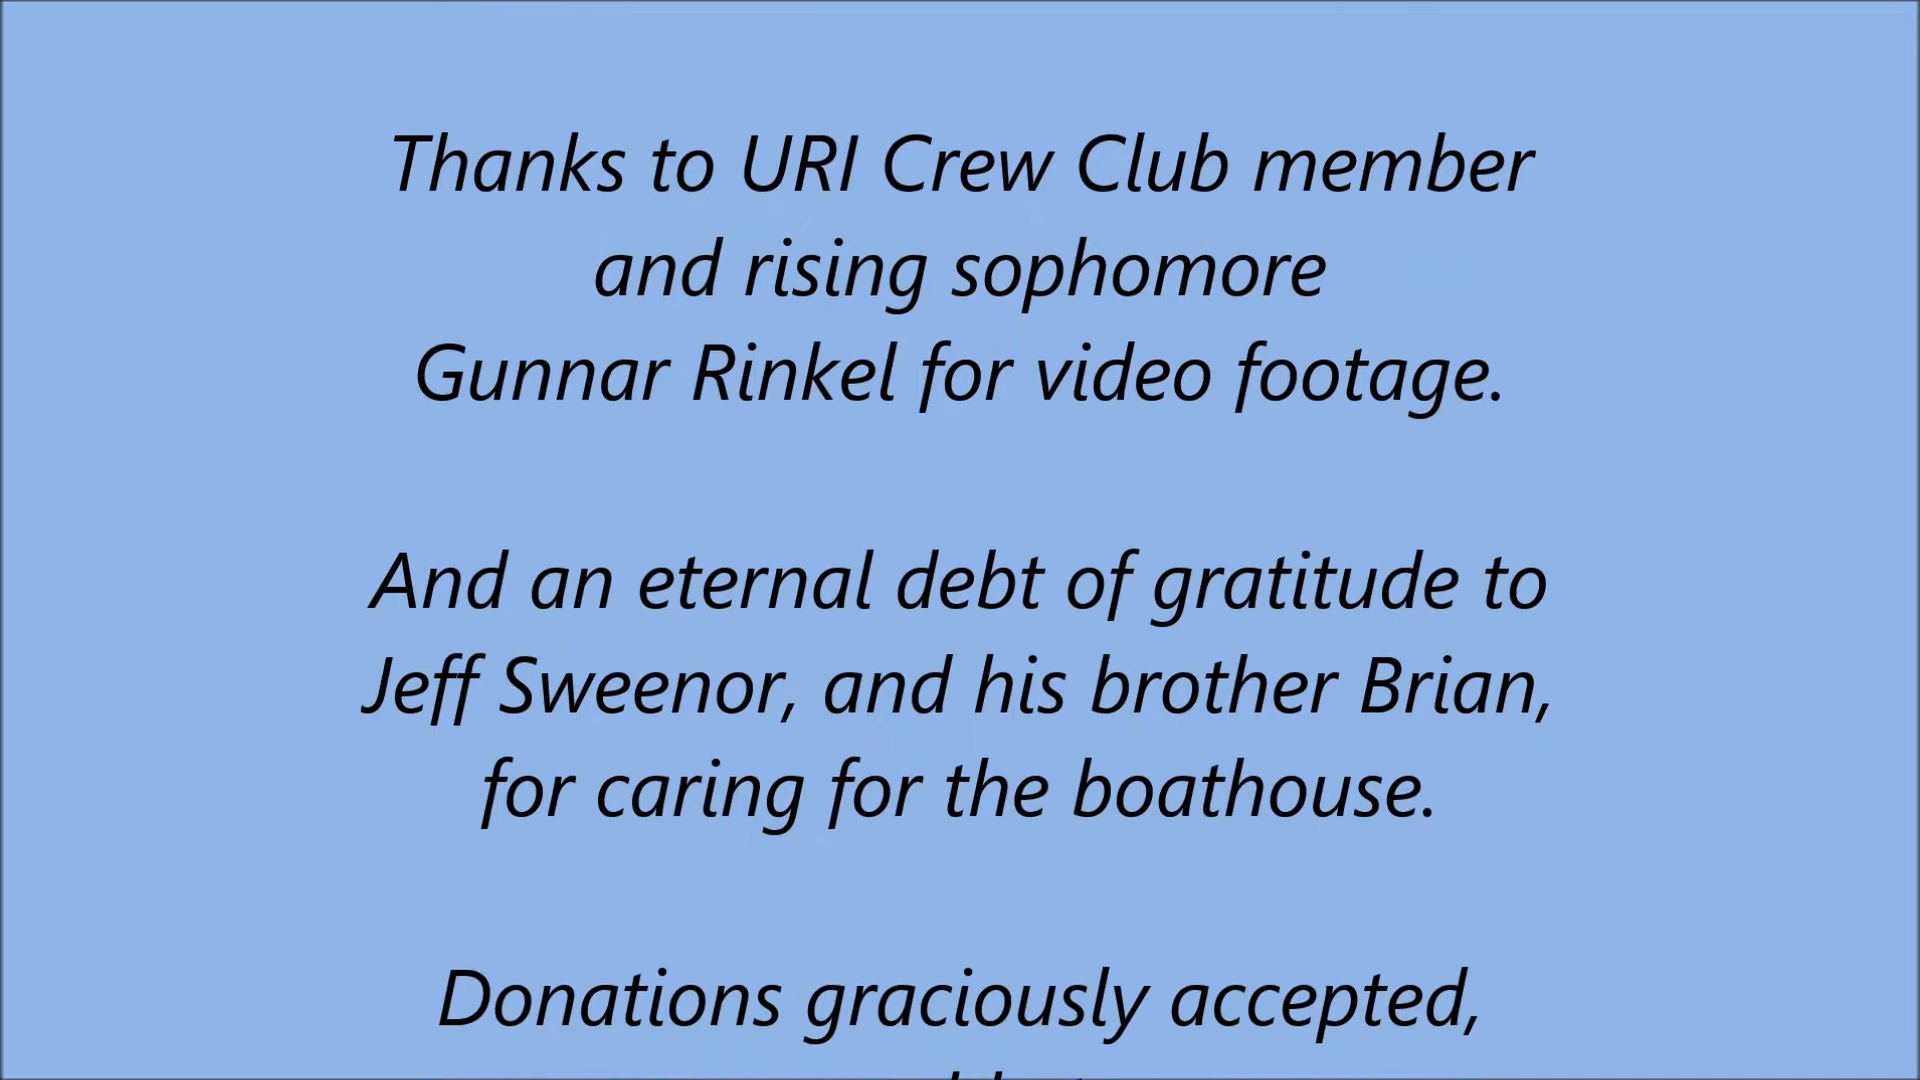 Thanks to URI Crew Club member
and rising sophomore
Gunnar Rinkel for video footage.
And an eternal debt of gratitude to
Jeff Sweenor, and his brother Brian,
for caring for the boathouse.
Donations graciously accepted,